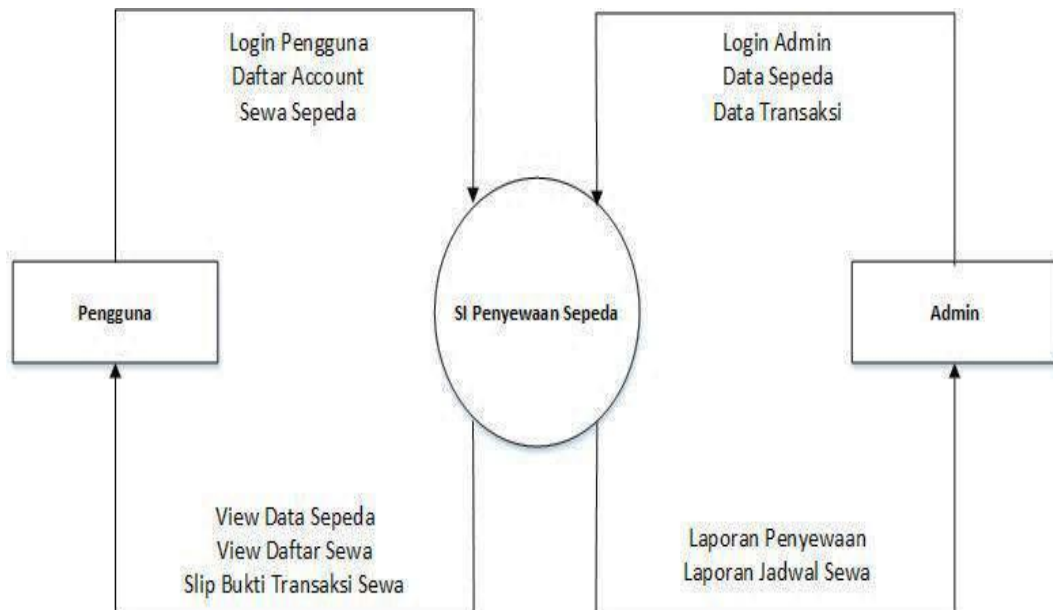 Login Pengguna
Daftar Account
Sewa Sepeda
Login Admin
Data Sepeda
Data Transaksi
Pengguna
SI Penyewaan Sepeda
Admin
View Data Sepeda
View Daftar Sewa
Slip Bukti Transaksi Sewa
Laporan Penyewaan
Laporan Jadwal Sewa